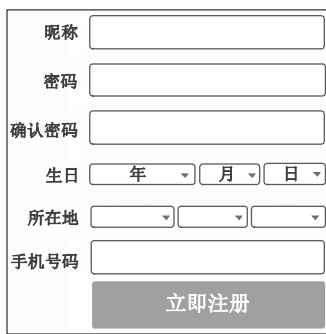 昵称
密码
确认密码
生日 年 月 日
所在地
手机号码
立即注册